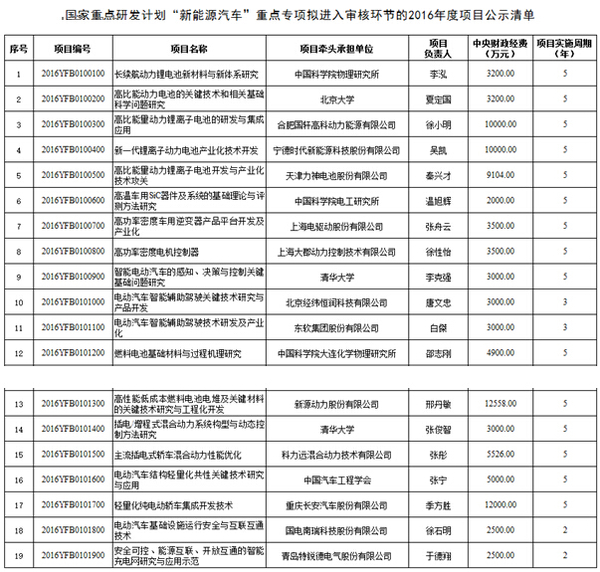 .国家重点研发计划“新能源汽车”重点专项拟进入审核环节的2016年度项目公示清单
序号 项目编号 项目名称 项目牵头承担单位 项目负责人 中央财政经费（万元） 项目实施周期（年）
1 2016YFB0100100 长续航动力锂电池新材料与新体系研究 中国科学院物理研究所 李泓 3200.00 5
2 2016YFB0100200 高比能动力电池的关键技术和相关基础科学问题研究 北京大学 夏定国 3200.00 5
3 2016YFB0100300 高比能量动力锂离子电池的研发与集成应用 合肥国轩高科动力能源有限公司 徐小明 10000.00 5
4 2016YFB0100400 新一代锂离子动力电池产业化技术开发 宁德时代新能源科技股份有限公司 吴凯 10000.00 5
5 2016YFB0100500 高比能量动力锂离子电池开发与产业化技术攻关 天津力神电池股份有限公司 秦兴才 9104.00 5
6 2016YFB0100600 高温车用SiC器件及系统的基础理论与评测方法研究 中国科学院电工研究所 温旭辉 2000.00 5
7 2016YFB0100700 高功率密度车用逆变器产品平台开发及产业化 上海电驱动股份有限公司 张舟云 3500.00 5
8 2016YFB0100800 高功率密度电机控制器 上海大郡动力控制技术有限公司 徐性怡 3500.00 5
9 2016YFB0100900 智能电动汽车的感知、决策与控制关键基础问题研究 清华大学 李克强 3000.00 5
10 2016YFB0101000 电动汽车智能辅助驾驶关键技术研究与产品开发 北京经纬恒润科技有限公司 唐文忠 3000.00 3
11 2016YFB0101100 电动汽车智能辅助驾驶技术研发及产业化 东软集团股份有限公司 白傑 3000.00 3
12 2016YFB0101200 燃料电池基础材料与过程机理研究 中国科学院大连化学物理研究所 邵志刚 4900.00 5
13 2016YFB0101300 高性能低成本燃料电池电堆及关键材料的关键技术研究与工程化开发 新源动力股份有限公司 邢丹敏 12558.00 5
14 2016YFB0101400 插电/增程式混合动力系统构型与动态控制方法研究 清华大学 张俊智 3000.00 5
15 2016YFB0101500 主流插电式轿车混合动力性能优化 科力远混合动力技术有限公司 张彤 5526.00 5
16 2016YFB0101600 电动汽车结构轻量化共性关键技术研究与应用 中国汽车工程学会 张宁 5000.00 5
17 2016YFB0101700 轻量化纯电动轿车集成开发技术 重庆长安汽车股份有限公司 季方胜 12000.00 5
18 2016YFB0101800 电动汽车基础设施运行安全与互联互通技术 国电南瑞科技股份有限公司 徐石明 2500.00 2
19 2016YFB0101900 安全可控、能源互联、开放互通的智能充电网研究与应用示范 青岛特锐德电气股份有限公司 于德翔 2500.00 2